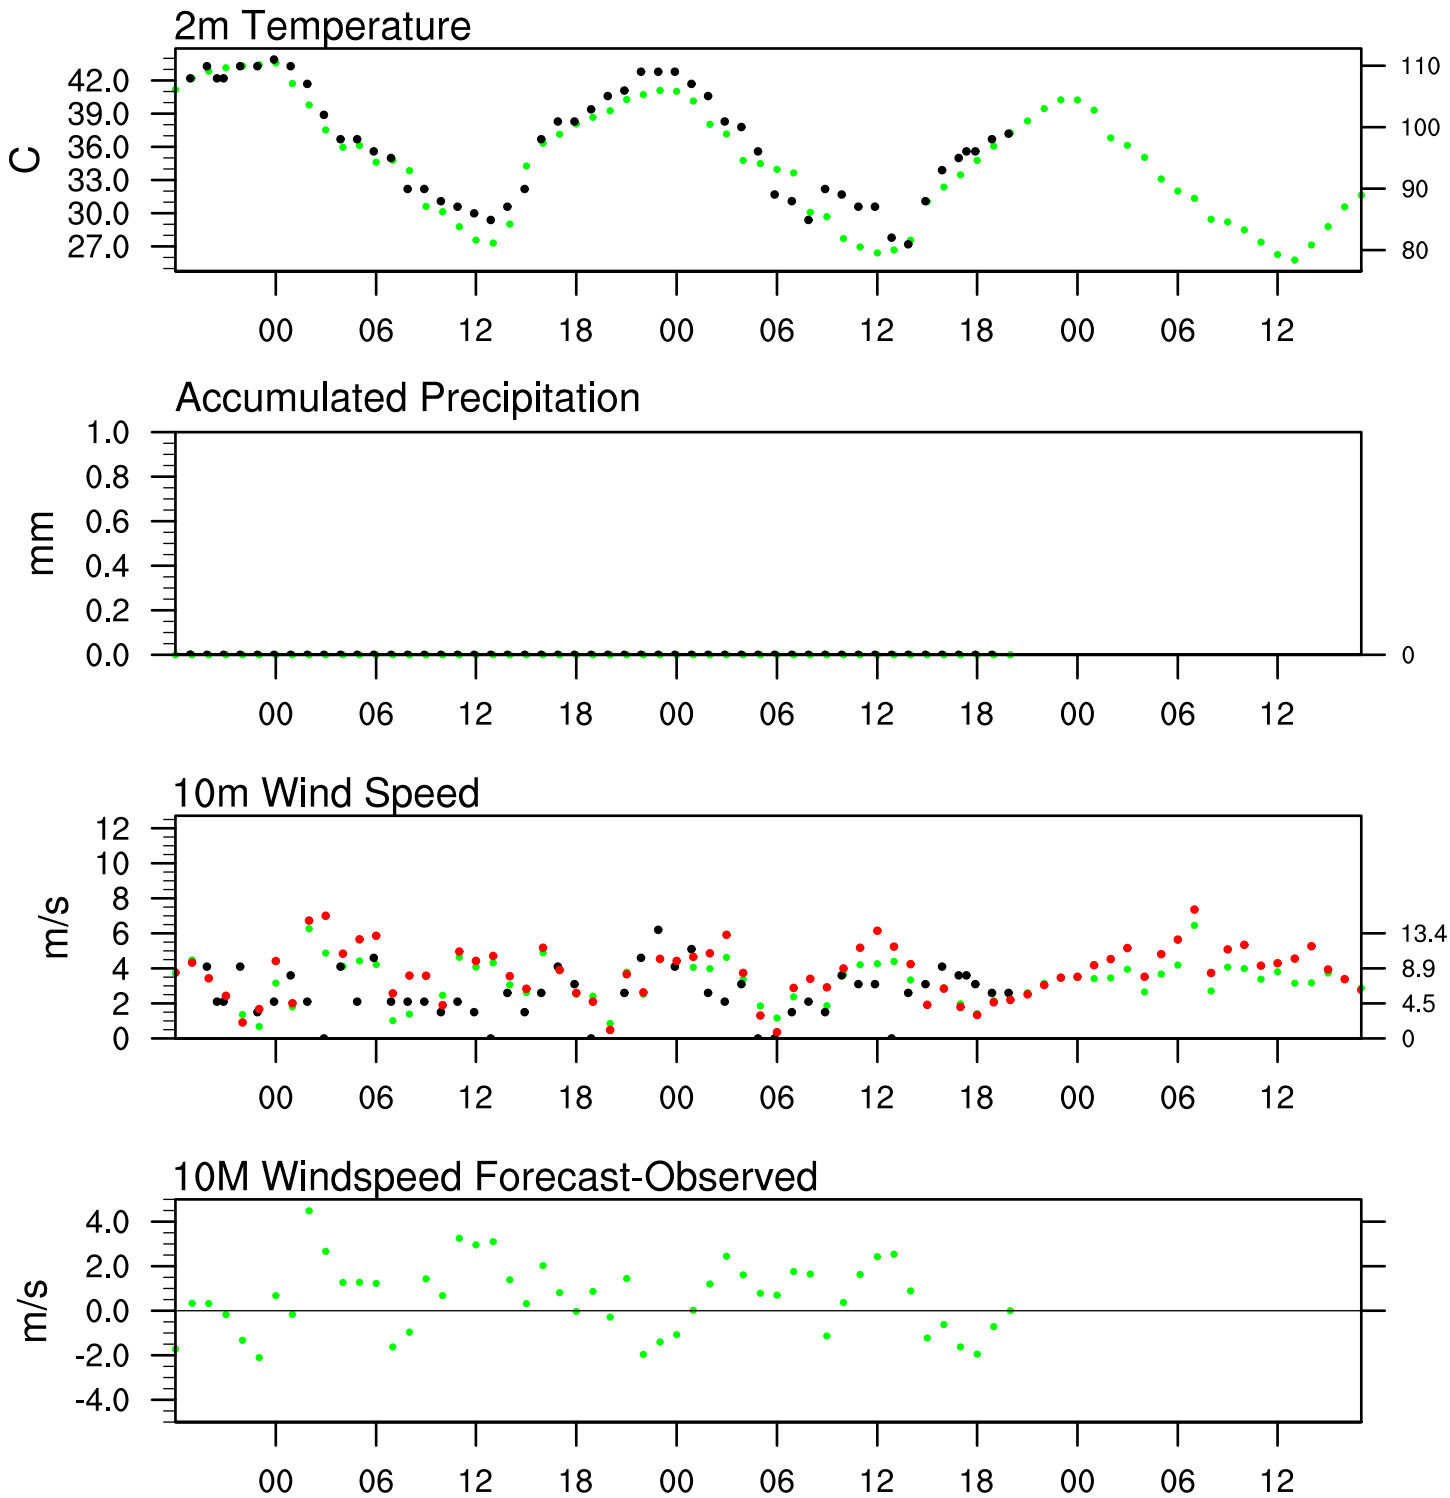 2m Temperature
C
42.0 110
39.0
36.0 100
33.0
30.0 90
27.0 80
00 06 12 18 00 06 12 18 00 06 12
Accumulated Precipitation
mm
1.0
0.8
0.6
0.4
0.2
0.0 0
00 06 12 18 00 06 12 18 00 06 12
10m Wind Speed
m/s
12
10
8
6 13.4
4 8.9
2 4.5
0 0
00 06 12 18 00 06 12 18 00 06 12
10M Windspeed Forecast-Observed
m/s
4.0
2.0
0.0
-2.0
-4.0
00 06 12 18 00 06 12 18 00 06 12